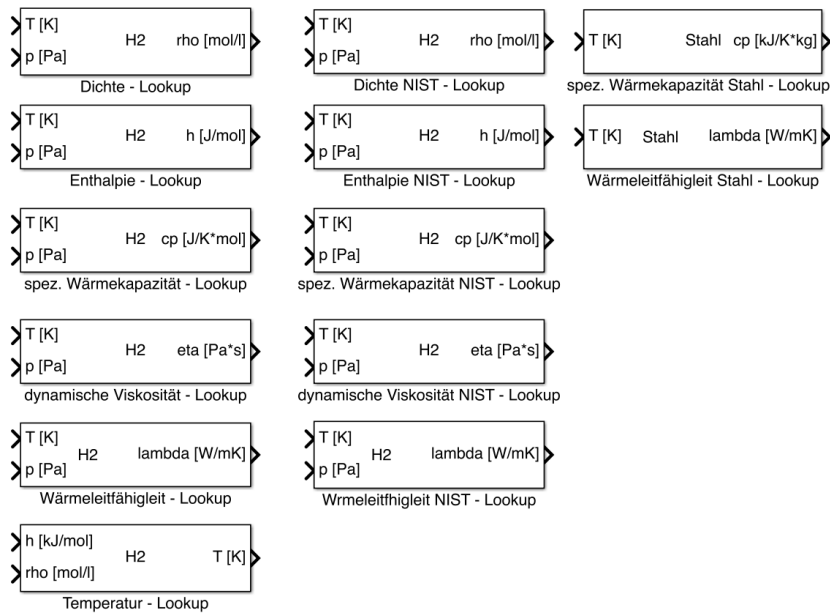 T [K]
p [Pa]
H2
rho [mol/l]
Dichte - Lookup
T [K]
p [Pa]
H2
rho [mol/l]
Dichte NIST - Lookup
T [K]
Stahl
cp [kJ/K*kg]
spez. Wärmekapazität Stahl - Lookup
T [K]
p [Pa]
H2
h [J/mol]
Enthalpie - Lookup
T [K]
p [Pa]
H2
h [J/mol]
Enthalpie NIST - Lookup
T [K]
Stahl
lambda [W/mK]
Wärmeleitfähigleit Stahl - Lookup
T [K]
p [Pa]
H2
cp [J/K*mol]
spez. Wärmekapazität - Lookup
T [K]
p [Pa]
H2
cp [J/K*mol]
spez. Wärmekapazität NIST - Lookup
T [K]
p [Pa]
H2
eta [Pa*s]
dynamische Viskosität - Lookup
T [K]
p [Pa]
H2
eta [Pa*s]
dynamische Viskosität NIST - Lookup
T [K]
p [Pa]
H2
lambda [W/mK]
Wärmeleitfähigleit - Lookup
T [K]
p [Pa]
H2
lambda [W/mK]
Wrmeleitfhigleit NIST - Lookup
h [kJ/mol]
rho [mol/l]
H2
T [K]
Temperatur - Lookup